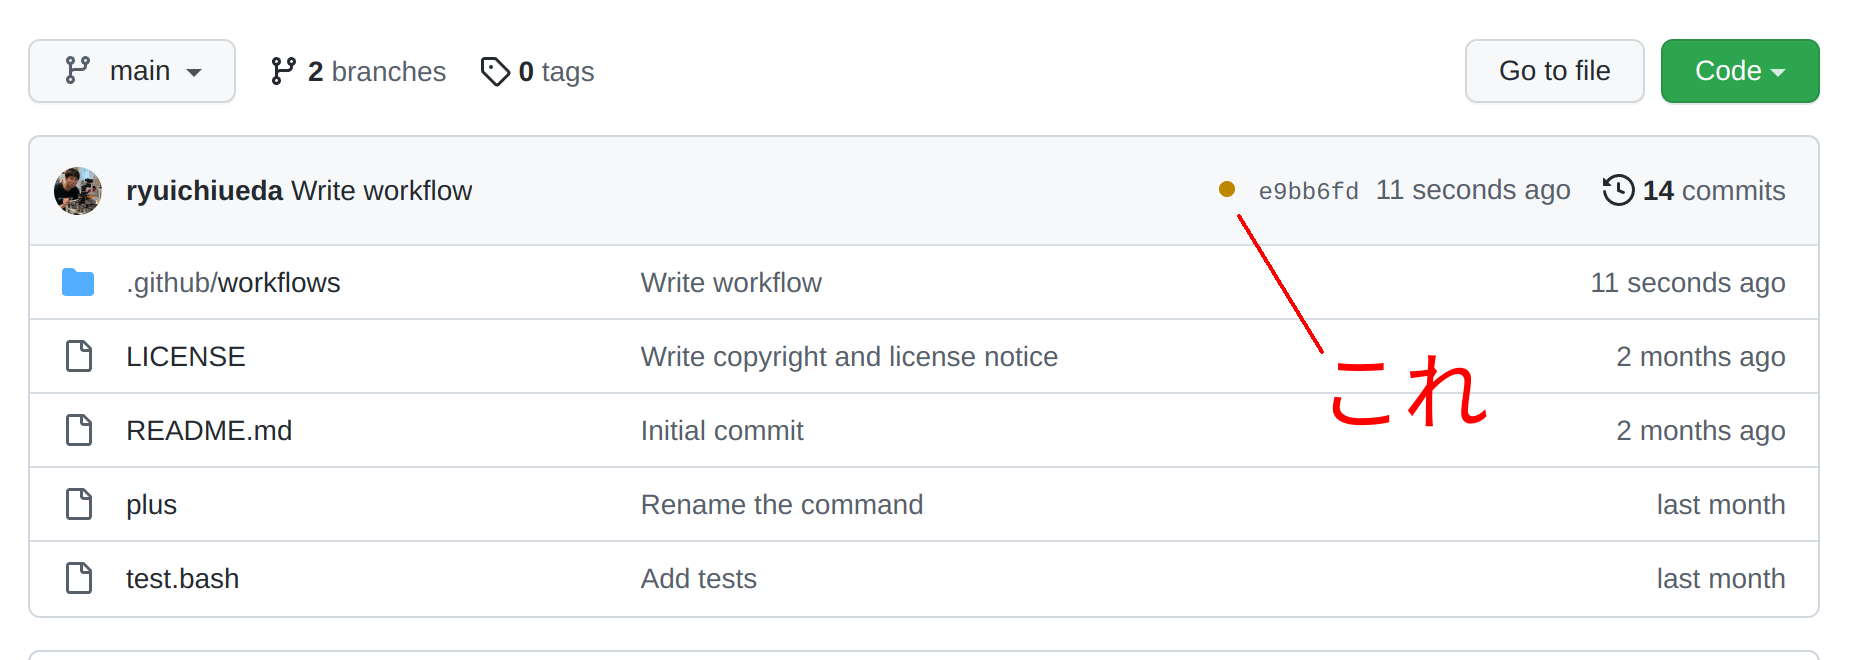 main 2 branches 0 tags Go to file Code
ryuichiueda Write workflow e9bb6fd 11 seconds ago 14 commits
.github/workflows Write workflow 11 seconds ago
LICENSE Write copyright and license notice 2 months ago
これ
README.md Initial commit 2 months ago
plus Rename the command last month
test.bash Add tests last month